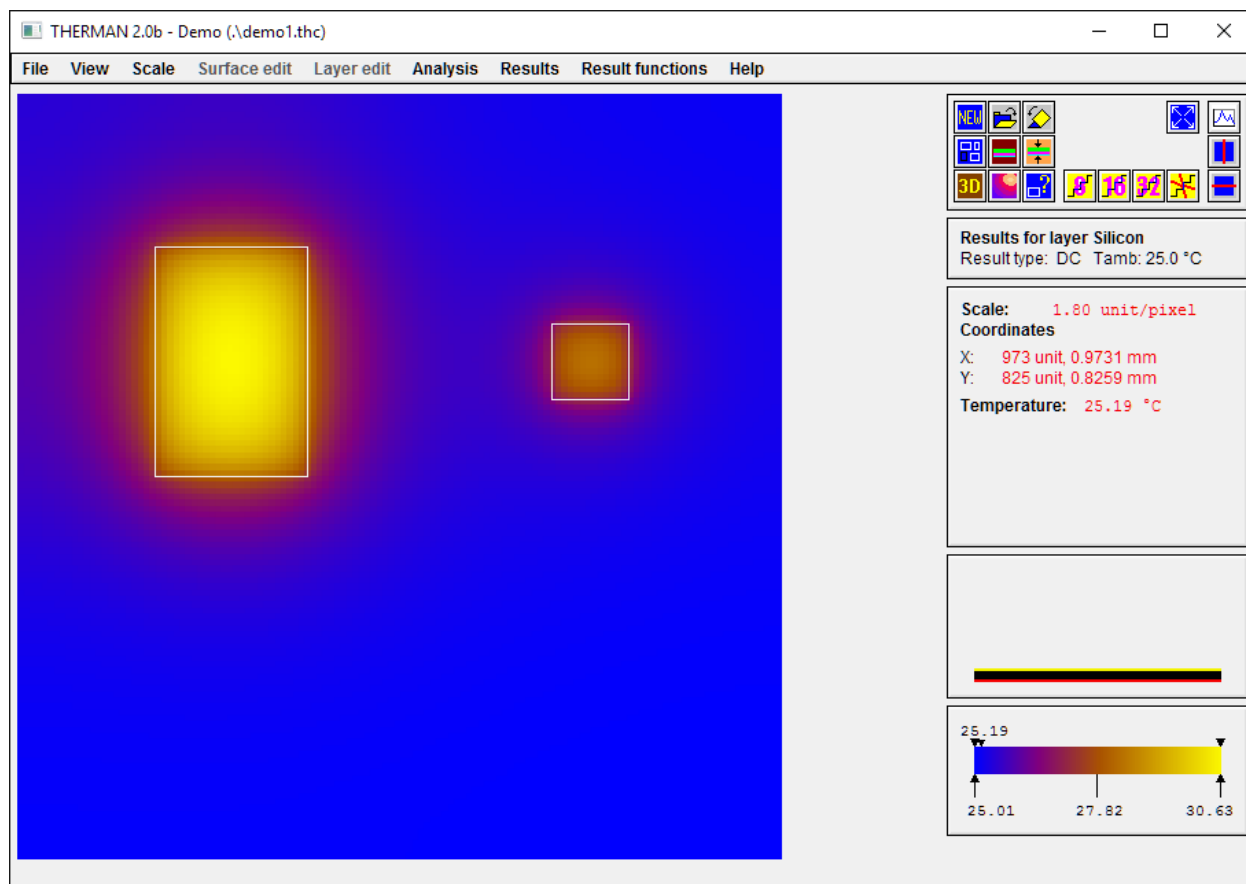 THERMAN 2.0b - Demo (.\demo1.thc)
File View Scale Surface edit Layer edit Analysis Results Result functions Help
NEW
3D ? 8 16 32
Results for layer Silicon
Result type: DC Tamb: 25.0 °C
Scale: 1.80 unit/pixel
Coordinates
X: 973 unit, 0.9731 mm
Y: 825 unit, 0.8259 mm
Temperature: 25.19 °C
25.19
25.01 27.82 30.63